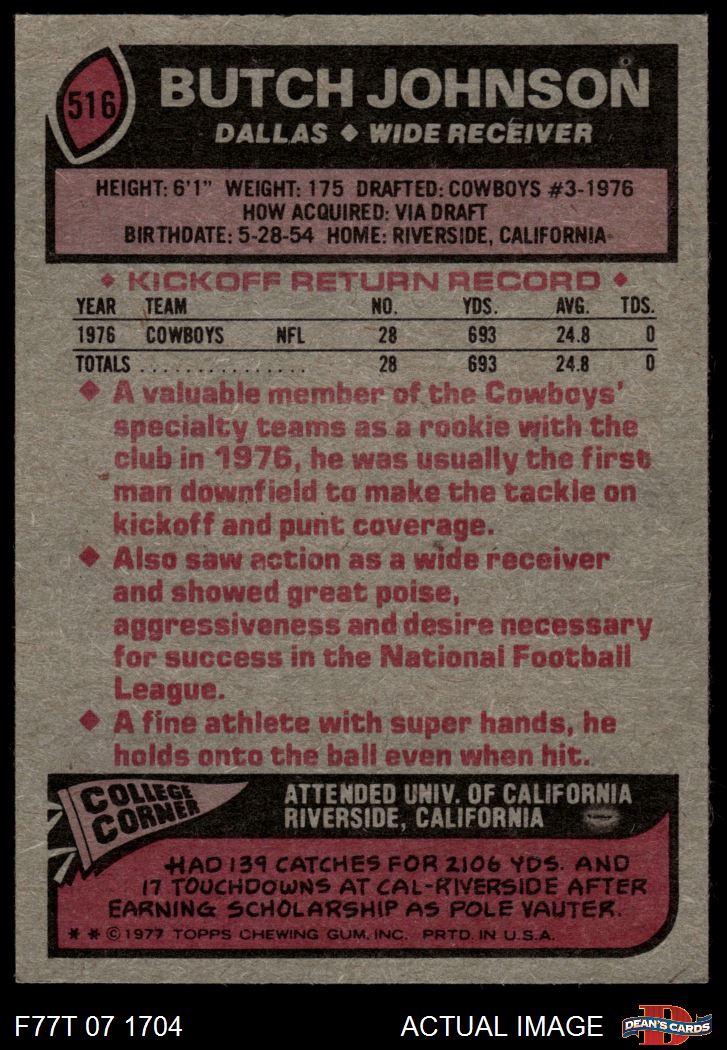 516
BUTCH JOHNSON
DALLAS ◆ WIDE RECEIVER
HEIGHT: 6'1" WEIGHT: 175 DRAFTED: COWBOYS #3-1976
HOW ACQUIRED: VIA DRAFT
BIRTHDATE: 5-28-54 HOME: RIVERSIDE, CALIFORNIA
◆ KICKOFF RETURN RECORD ◆
YEAR TEAM NO. YDS. AVG. TDS.
1976 COWBOYS NFL 28 693 24.8 0
TOTALS . . . . . . . . . . . . . . . 28 693 24.8 0
◆ A valuable member of the Cowboys'
specialty teams as a rookie with the
club in 1976, he was usually the first
man downfield to make the tackle on
kickoff and punt coverage.
◆ Also saw action as a wide receiver
and showed great poise,
aggressiveness and desire necessary
for success in the National Football
League.
◆ A fine athlete with super hands, he
holds onto the ball even when hit.
COLLEGE
CORNER
ATTENDED UNIV. OF CALIFORNIA
RIVERSIDE, CALIFORNIA
HAD 139 CATCHES FOR 2106 YDS. AND
17 TOUCHDOWNS AT CAL-RIVERSIDE AFTER
EARNING SCHOLARSHIP AS POLE VAUTER.
* * © 1977 TOPPS CHEWING GUM, INC. PRTD. IN U.S.A.
F77T 07 1704 ACTUAL IMAGE
D
DEAN'S CARDS